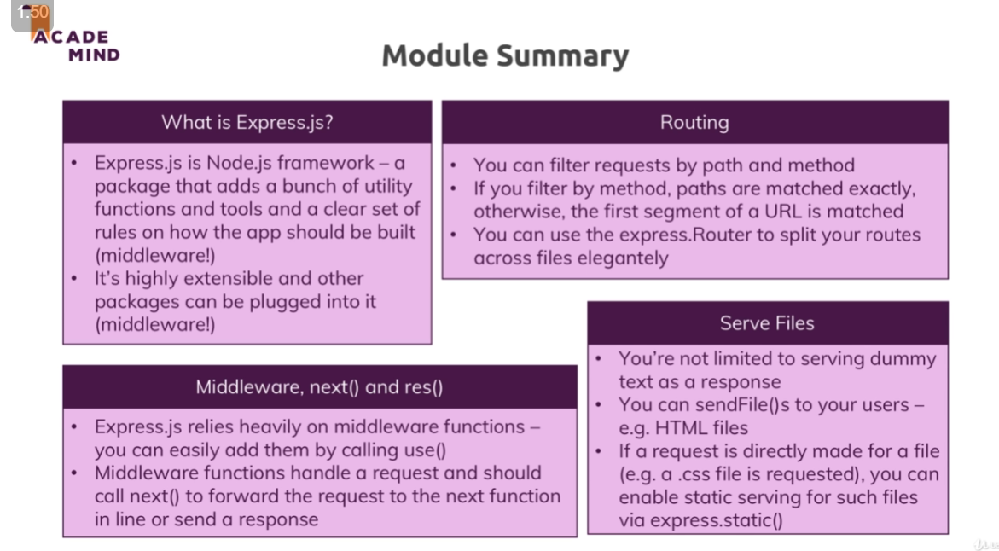 1:50
ACADE
MIND
Module Summary
What is Express.js?
• Express.js is Node.js framework – a
package that adds a bunch of utility
functions and tools and a clear set of
rules on how the app should be built
(middleware!)
• It’s highly extensible and other
packages can be plugged into it
(middleware!)
Routing
• You can filter requests by path and method
• If you filter by method, paths are matched exactly,
otherwise, the first segment of a URL is matched
• You can use the express.Router to split your routes
across files elegantely
Middleware, next() and res()
• Express.js relies heavily on middleware functions –
you can easily add them by calling use()
• Middleware functions handle a request and should
call next() to forward the request to the next function
in line or send a response
Serve Files
• You’re not limited to serving dummy
text as a response
• You can sendFile()s to your users –
e.g. HTML files
• If a request is directly made for a file
(e.g. a .css file is requested), you can
enable static serving for such files
via express.static()